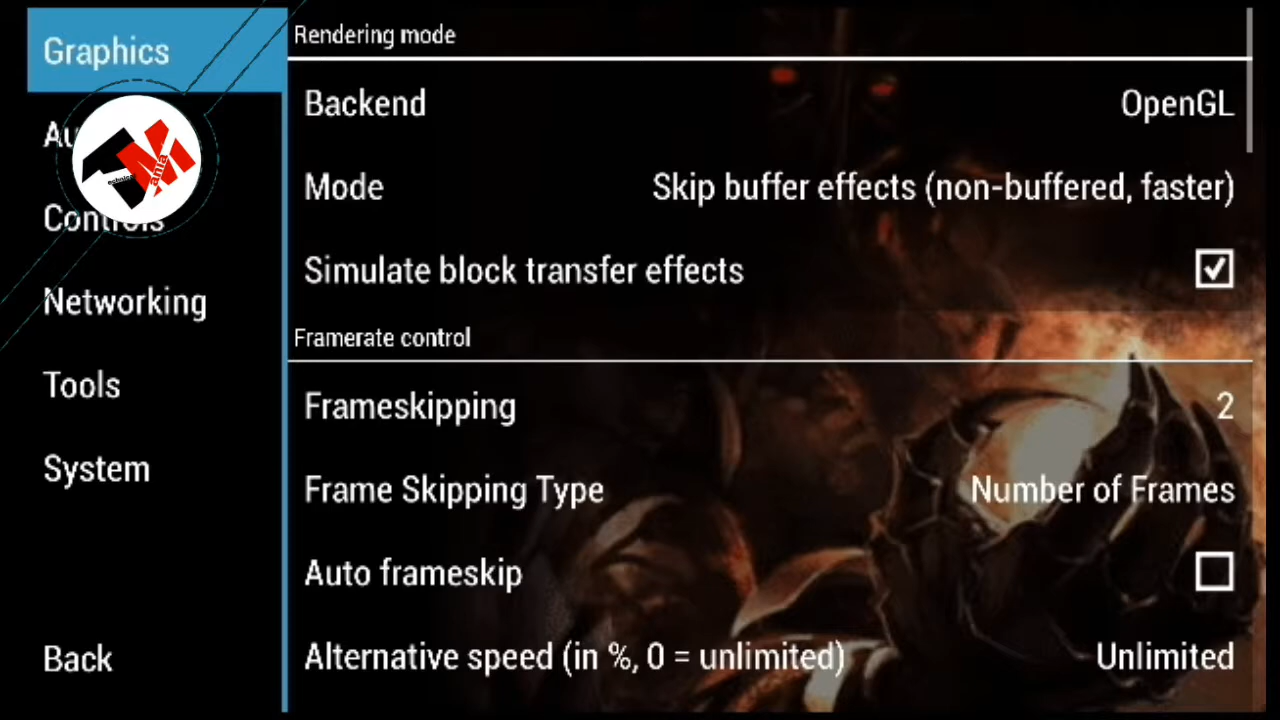 Graphics
Controls
Networking
Tools
System
Back
Rendering mode
Backend OpenGL
Mode Skip buffer effects (non-buffered, faster)
Simulate block transfer effects
Framerate control
Frameskipping 2
Frame Skipping Type Number of Frames
Auto frameskip
Alternative speed (in %, 0 = unlimited) Unlimited